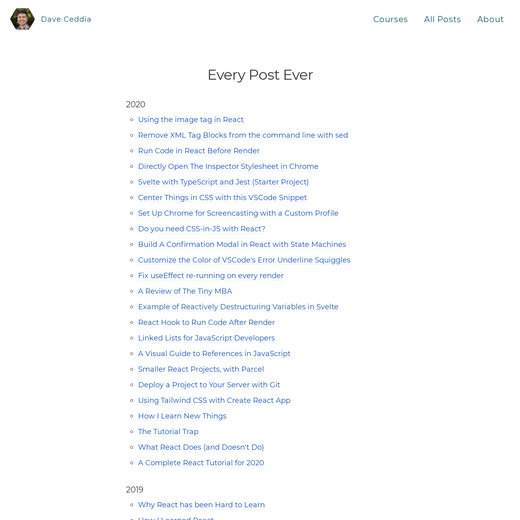 Dave Ceddia
Courses
All Posts
About
Every Post Ever
2020
Using the image tag in React
Remove XML Tag Blocks from the command line with sed
Run Code in React Before Render
Directly Open The Inspector Stylesheet in Chrome
Svelte with TypeScript and Jest (Starter Project)
Center Things in CSS with this VSCode Snippet
Set Up Chrome for Screencasting with a Custom Profile
Do you need CSS-in-JS with React?
Build A Confirmation Modal in React with State Machines
Customize the Color of VSCode's Error Underline Squiggles
Fix useEffect re-running on every render
A Review of The Tiny MBA
Example of Reactively Destructuring Variables in Svelte
React Hook to Run Code After Render
Linked Lists for JavaScript Developers
A Visual Guide to References in JavaScript
Smaller React Projects, with Parcel
Deploy a Project to Your Server with Git
Using Tailwind CSS with Create React App
How I Learn New Things
The Tutorial Trap
What React Does (and Doesn't Do)
A Complete React Tutorial for 2020
2019
Why React has been Hard to Learn
How I Learned React